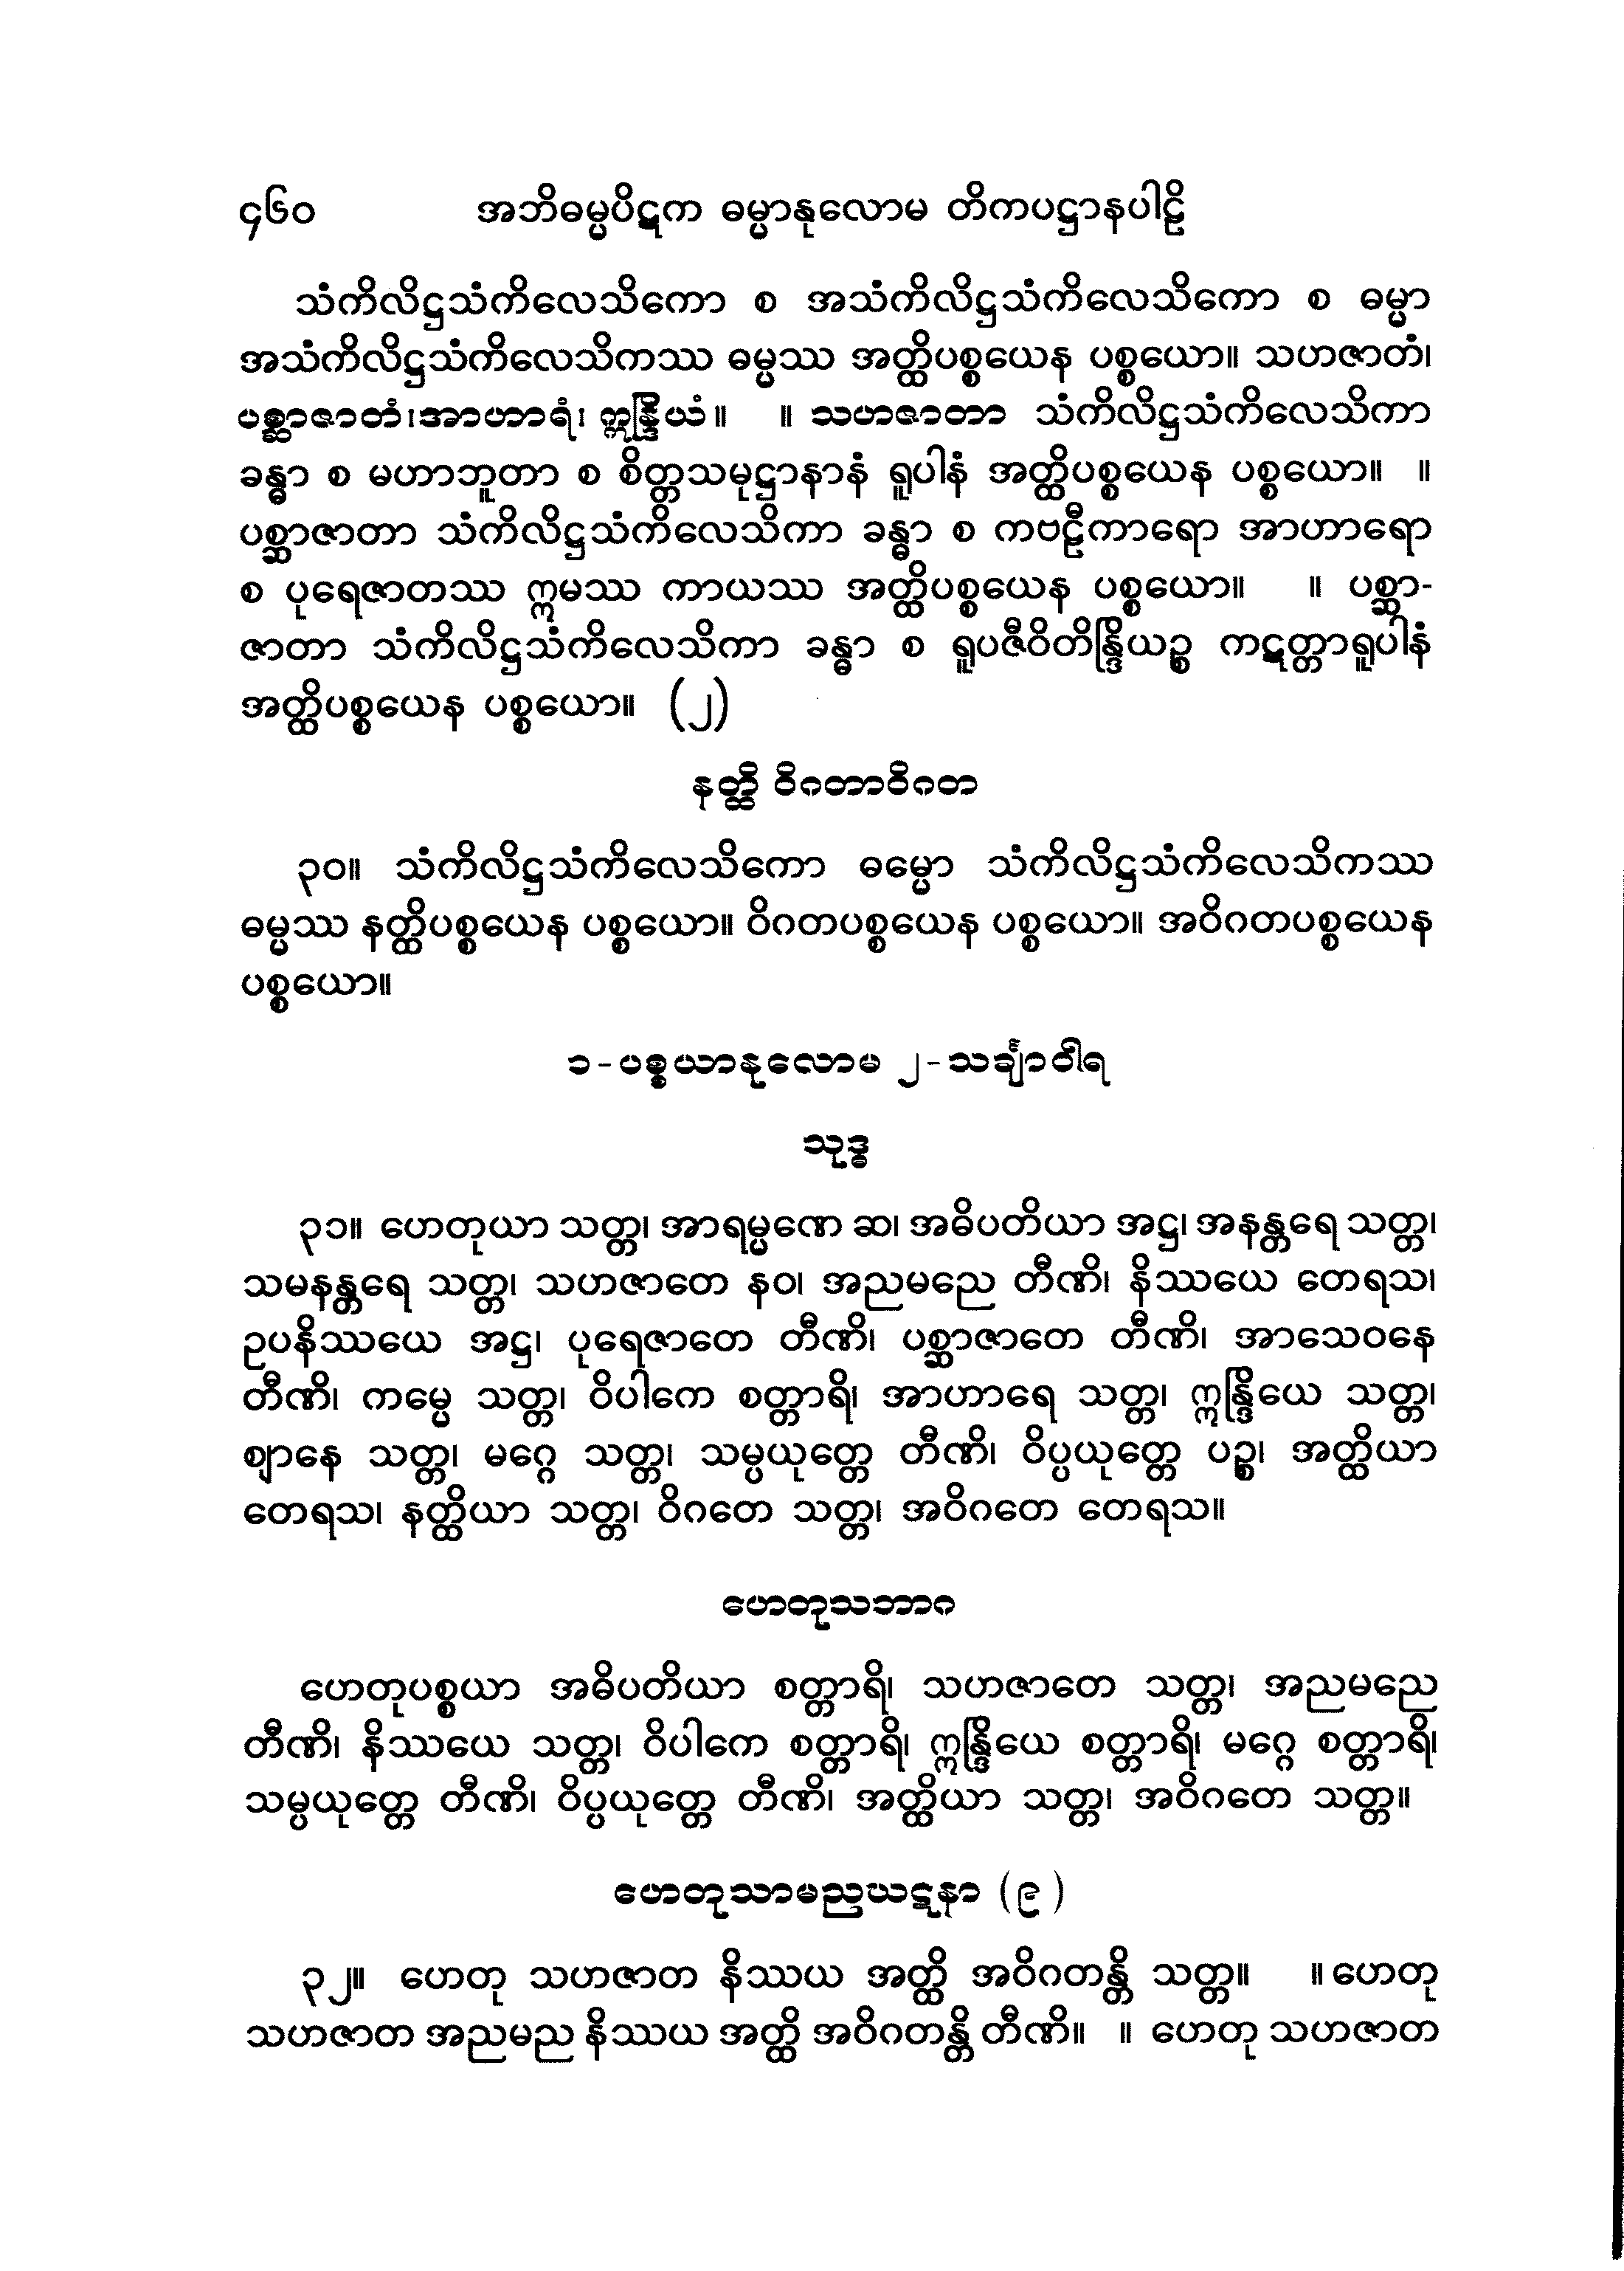 ၄၆၀ အဘိဓမ္မပိဋက ဓမ္မာနုလောမ တိကပဋ္ဌာနပါဠိ
သံကိလိဋ္ဌသံကိလေသိကော စ အသံကိလိဋ္ဌသံကိလေသိကော စ ဓမ္မာ
အသံကိလိဋ္ဌသံကိလေသိကဿ ဓမ္မဿ အတ္ထိပစ္စယေန ပစ္စယော။ သဟဇာတံ၊
ပစ္ဆာဇာတံ၊အာဟာရံ၊ ဣန္ဒြိယံ။ ။ သဟဇာတာ သံကိလိဋ္ဌသံကိလေသိကာ
ခန္ဓာ စ မဟာဘူတာ စ စိတ္တသမုဋ္ဌာနာနံ ရူပါနံ အတ္ထိပစ္စယေန ပစ္စယော။ ။
ပစ္ဆာဇာတာ သံကိလိဋ္ဌသံကိလေသိကာ ခန္ဓာ စ ကဗဠီကာရော အာဟာရော
စ ပုရေဇာတဿ ဣမဿ ကာယဿ အတ္ထိပစ္စယေန ပစ္စယော။ ။ ပစ္ဆာ-
ဇာတာ သံကိလိဋ္ဌသံကိလေသိကာ ခန္ဓာ စ ရူပဇီဝိတိန္ဒြိယဉ္စ ကဋတ္တာရူပါနံ
အတ္ထိပစ္စယေန ပစ္စယော။ (၂)
နတ္ထိ ဝိဂတာဝိဂတ
၃၀။ သံကိလိဋ္ဌသံကိလေသိကော ဓမ္မော သံကိလိဋ္ဌသံကိလေသိကဿ
ဓမ္မဿ နတ္ထိပစ္စယေန ပစ္စယော။ ဝိဂတပစ္စယေန ပစ္စယော။ အဝိဂတပစ္စယေန
ပစ္စယော။
၁-ပစ္စယာနုလောမ ၂-သင်္ချာဝါရ
သုဒ္ဓ
၃၁။ ဟေတုယာ သတ္တ၊ အာရမ္မဏေ ဆ၊ အဓိပတိယာ အဋ္ဌ၊ အနန္တရေ သတ္တ၊
သမနန္တရေ သတ္တ၊ သဟဇာတေ နဝ၊ အညမညေ တီဏိ၊ နိဿယေ တေရသ၊
ဥပနိဿယေ အဋ္ဌ၊ ပုရေဇာတေ တီဏိ၊ ပစ္ဆာဇာတေ တီဏိ၊ အာသေဝနေ
တီဏိ၊ ကမ္မေ သတ္တ၊ ဝိပါကေ စတ္တာရိ၊ အာဟာရေ သတ္တ၊ ဣန္ဒြိယေ သတ္တ၊
ဈာနေ သတ္တ၊ မဂ္ဂေ သတ္တ၊ သမ္ပယုတ္တေ တီဏိ၊ ဝိပ္ပယုတ္တေ ပဉ္စ၊ အတ္ထိယာ
တေရသ၊ နတ္ထိယာ သတ္တ၊ ဝိဂတေ သတ္တ၊ အဝိဂတေ တေရသ။
ဟေတုသဘာဂ
ဟေတုပစ္စယာ အဓိပတိယာ စတ္တာရိ၊ သဟဇာတေ သတ္တ၊ အညမညေ
တီဏိ၊ နိဿယေ သတ္တ၊ ဝိပါကေ စတ္တာရိ၊ ဣန္ဒြိယေ စတ္တာရိ၊ မဂ္ဂေ စတ္တာရိ၊
သမ္ပယုတ္တေ တီဏိ၊ ဝိပ္ပယုတ္တေ တီဏိ၊ အတ္ထိယာ သတ္တ၊ အဝိဂတေ သတ္တ။
ဟေတုသာမညဃဋနာ (၉)
၃၂။ ဟေတု သဟဇာတ နိဿယ အတ္ထိ အဝိဂတန္တိ သတ္တ။ ။ ဟေတု
သဟဇာတ အညမည နိဿယ အတ္ထိ အဝိဂတန္တိ တီဏိ။ ။ ဟေတု သဟဇာတ